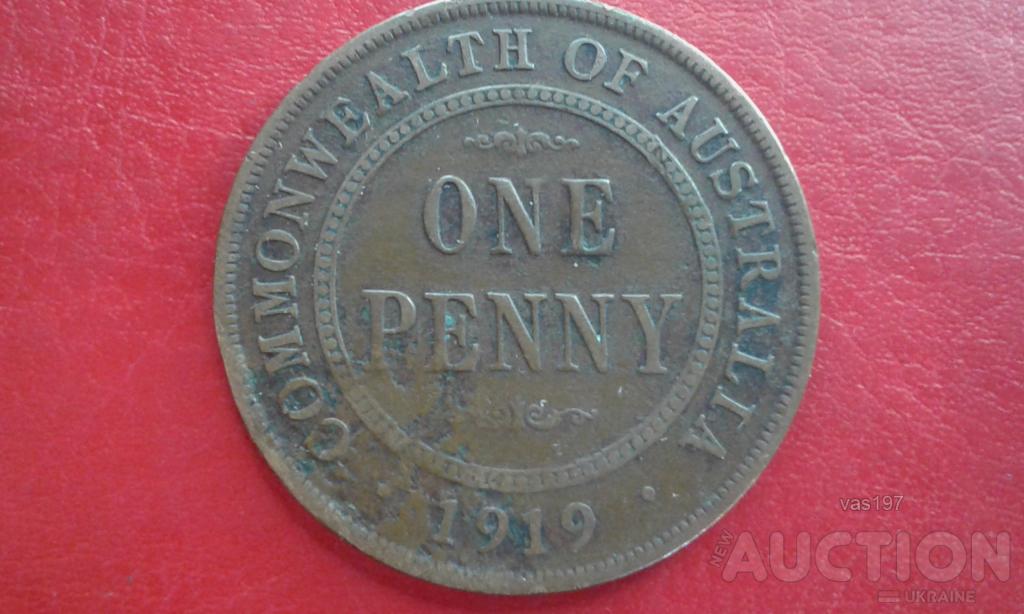 COMMONWEALTH OF AUSTRALIA
ONE
PENNY
1919
vas197
NEW
AUCTION
UKRAINE